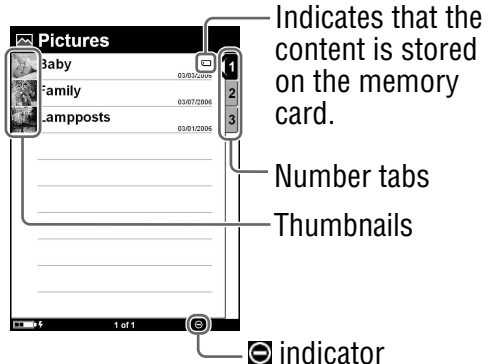 Pictures
Baby
03/03/2006
1
Family
03/07/2006
2
Lampposts
03/01/2006
3
1 of 1
Indicates that the
content is stored
on the memory
card.
Number tabs
Thumbnails
indicator